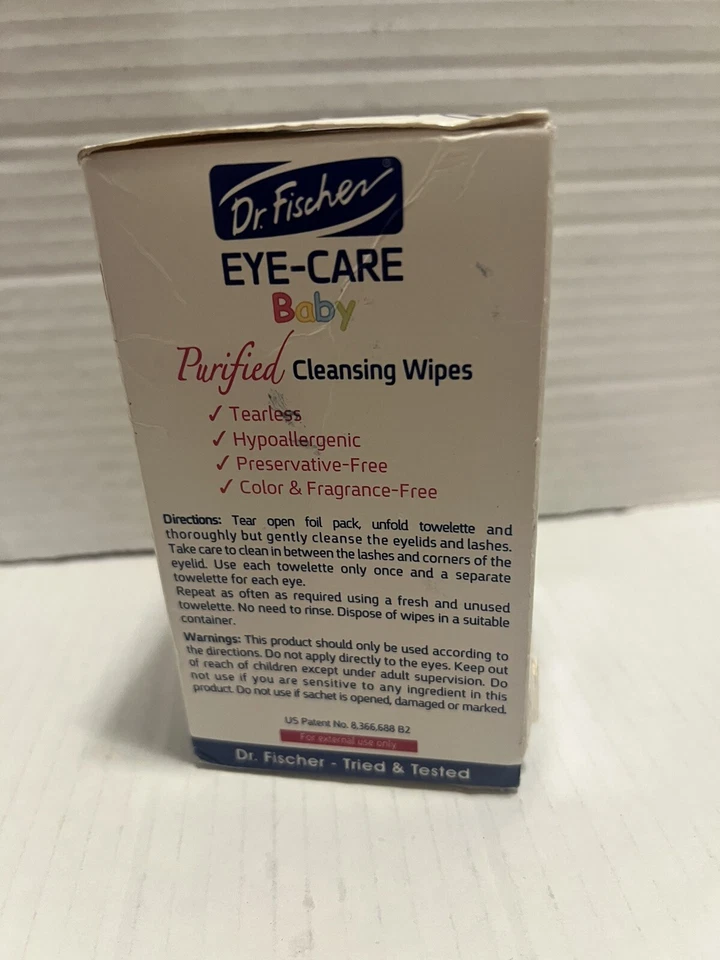 Dr. Fischer®
EYE-CARE
Baby
Purified Cleansing Wipes
✓ Tearless
✓ Hypoallergenic
✓ Preservative-Free
✓ Color & Fragrance-Free
Directions: Tear open foil pack, unfold towelette and
thoroughly but gently cleanse the eyelids and lashes.
Take care to clean in between the lashes and corners of the
eyelid. Use each towelette only once and a separate
towelette for each eye.
Repeat as often as required using a fresh and unused
towelette. No need to rinse. Dispose of wipes in a suitable
container.
Warnings: This product should only be used according to
the directions. Do not apply directly to the eyes. Keep out
of reach of children except under adult supervision. Do
not use if you are sensitive to any ingredient in this
product. Do not use if sachet is opened, damaged or marked.
US Patent No. 8,366,688 B2
For external use only
Dr. Fischer - Tried & Tested